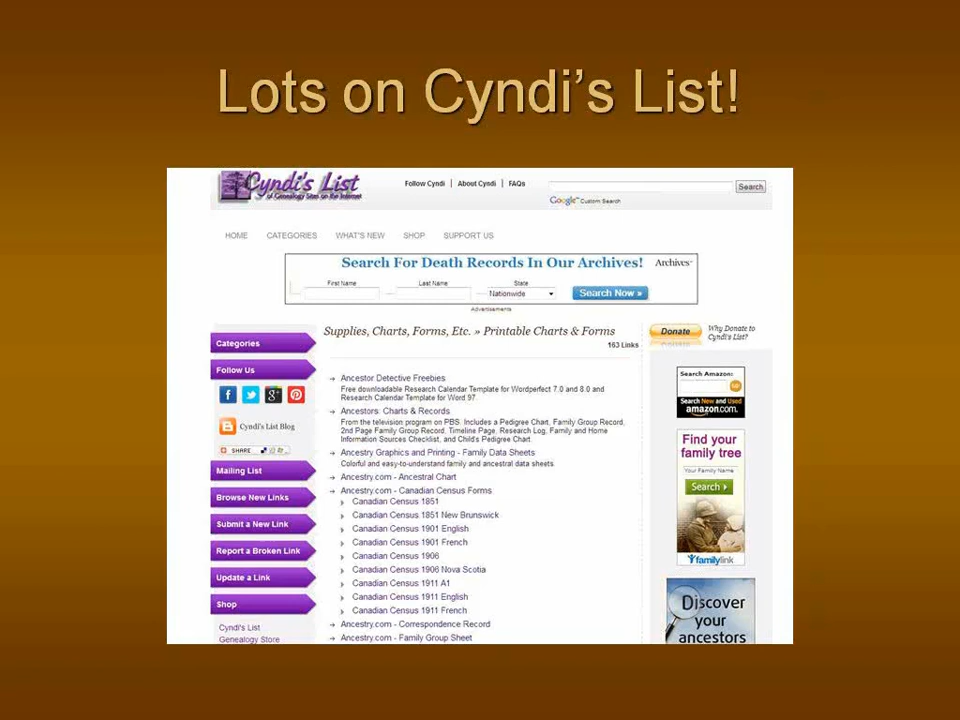 Lots on Cyndi's List!
Cyndi's List
of Genealogy Sites on the Internet
Follow Cyndi | About Cyndi | FAQs
Search
Google™ Custom Search
HOME CATEGORIES WHAT'S NEW SHOP SUPPORT US
Search For Death Records In Our Archives! Archives
First Name Last Name State
Nationwide Search Now »
Advertisements
Supplies, Charts, Forms, Etc. » Printable Charts & Forms
163 Links
Categories
Follow Us
Cyndi's List Blog
SHARE
Mailing List
Browse New Links
Submit a New Link
Report a Broken Link
Update a Link
Shop
Cyndi's List
Genealogy Store
Ancestor Detective Freebies
Free downloadable Research Calendar Template for Wordperfect 7.0 and 8.0 and
Research Calendar Template for Word 97.
Ancestors: Charts & Records
From the television program on PBS. Includes a Pedigree Chart, Family Group Record,
2nd Page Family Group Record, Timeline Page, Research Log, Family and Home
Information Sources Checklist, and Child's Pedigree Chart.
Ancestry Graphics and Printing - Family Data Sheets
Colorful and easy-to-understand family and ancestral data sheets.
Ancestry.com - Ancestral Chart
Ancestry.com - Canadian Census Forms
Canadian Census 1851
Canadian Census 1851 New Brunswick
Canadian Census 1901 English
Canadian Census 1901 French
Canadian Census 1906
Canadian Census 1906 Nova Scotia
Canadian Census 1911 A1
Canadian Census 1911 English
Canadian Census 1911 French
Ancestry.com - Correspondence Record
Ancestry.com - Family Group Sheet
Donate
Why Donate to
Cyndi's List?
Search Amazon:
GO
Search New and Used
amazon.com.
Find your
family tree
Your Family Name
Search
familylink
Discover
your
ancestors